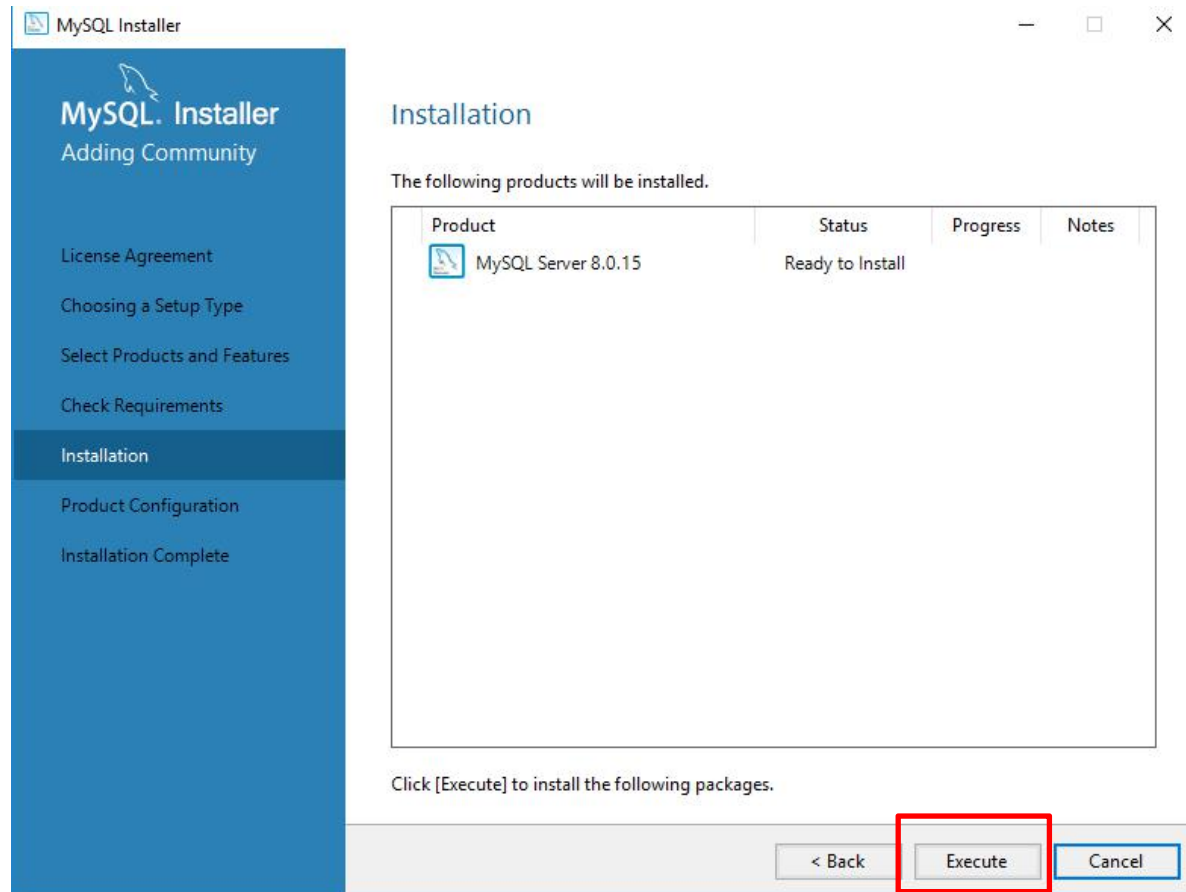 MySQL Installer
MySQL. Installer
Adding Community
License Agreement
Choosing a Setup Type
Select Products and Features
Check Requirements
Installation
Product Configuration
Installation Complete
Installation
The following products will be installed.
Product Status Progress Notes
MySQL Server 8.0.15 Ready to Install
Click [Execute] to install the following packages.
< Back Execute Cancel